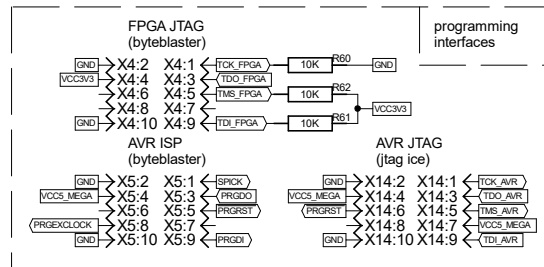 FPGA JTAG
(byteblaster)
programming
interfaces
GND X4:2 X4:1 TCK_FPGA 10K R60 GND
VCC3V3 X4:4 X4:3 TDO_FPGA
X4:6 X4:5 TMS_FPGA 10K R62
X4:8 X4:7 VCC3V3
GND X4:10 X4:9 TDI_FPGA 10K R61
AVR ISP
(byteblaster)
GND X5:2 X5:1 SPICK
VCC5_MEGA X5:4 X5:3 PRGDO
X5:6 X5:5 PRGRST
PRGEXCLOCK X5:8 X5:7
GND X5:10 X5:9 PRGDI
AVR JTAG
(jtag ice)
GND X14:2 X14:1 TCK_AVR
VCC5_MEGA X14:4 X14:3 TDO_AVR
PRGRST X14:6 X14:5 TMS_AVR
X14:8 X14:7 VCC5_MEGA
GND X14:10 X14:9 TDI_AVR